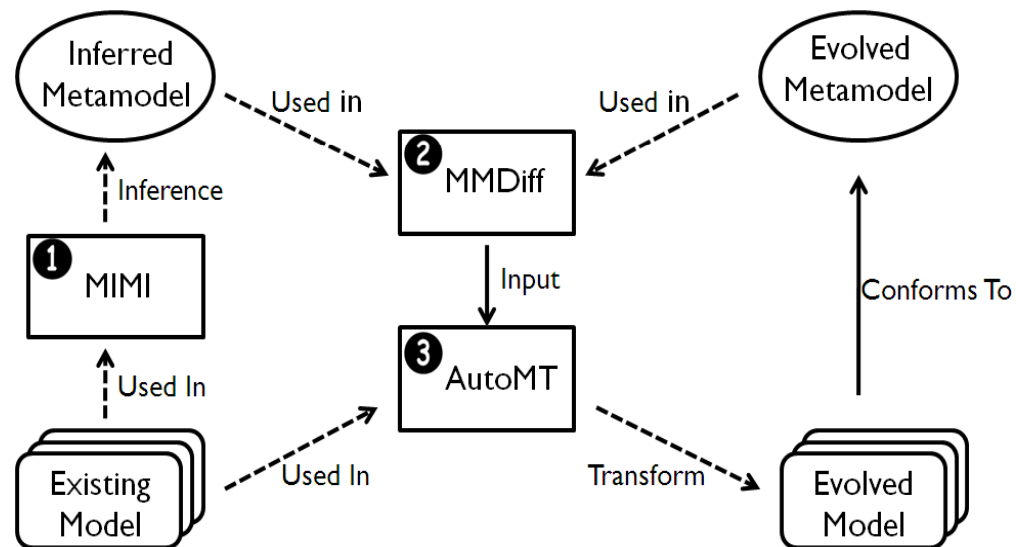 Inferred
Metamodel
Evolved
Metamodel
Used in
Used in
2
MMDiff
Inference
1
MIMI
Input
Conforms To
3
AutoMT
Used In
Used In
Transform
Existing
Model
Evolved
Model